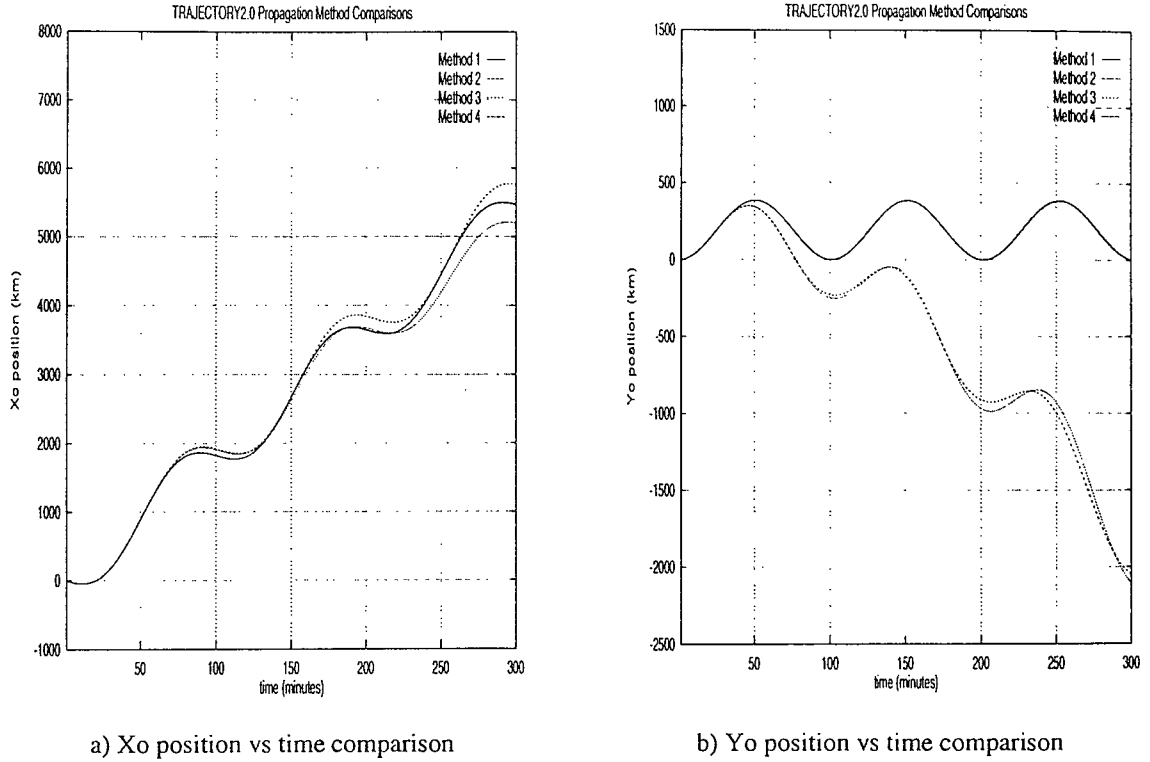 TRAJECTORY2.0 Propagation Method Comparisons
8000
7000
6000
5000
4000
3000
2000
1000
0
-1000
Xo position (km)
Method 1
Method 2
Method 3
Method 4
50
100
150
200
250
300
time (minutes)
a) Xo position vs time comparison
TRAJECTORY2.0 Propagation Method Comparisons
1500
1000
500
0
-500
-1000
-1500
-2000
-2500
Yo position (km)
Method 1
Method 2
Method 3
Method 4
50
100
150
200
250
300
time (minutes)
b) Yo position vs time comparison